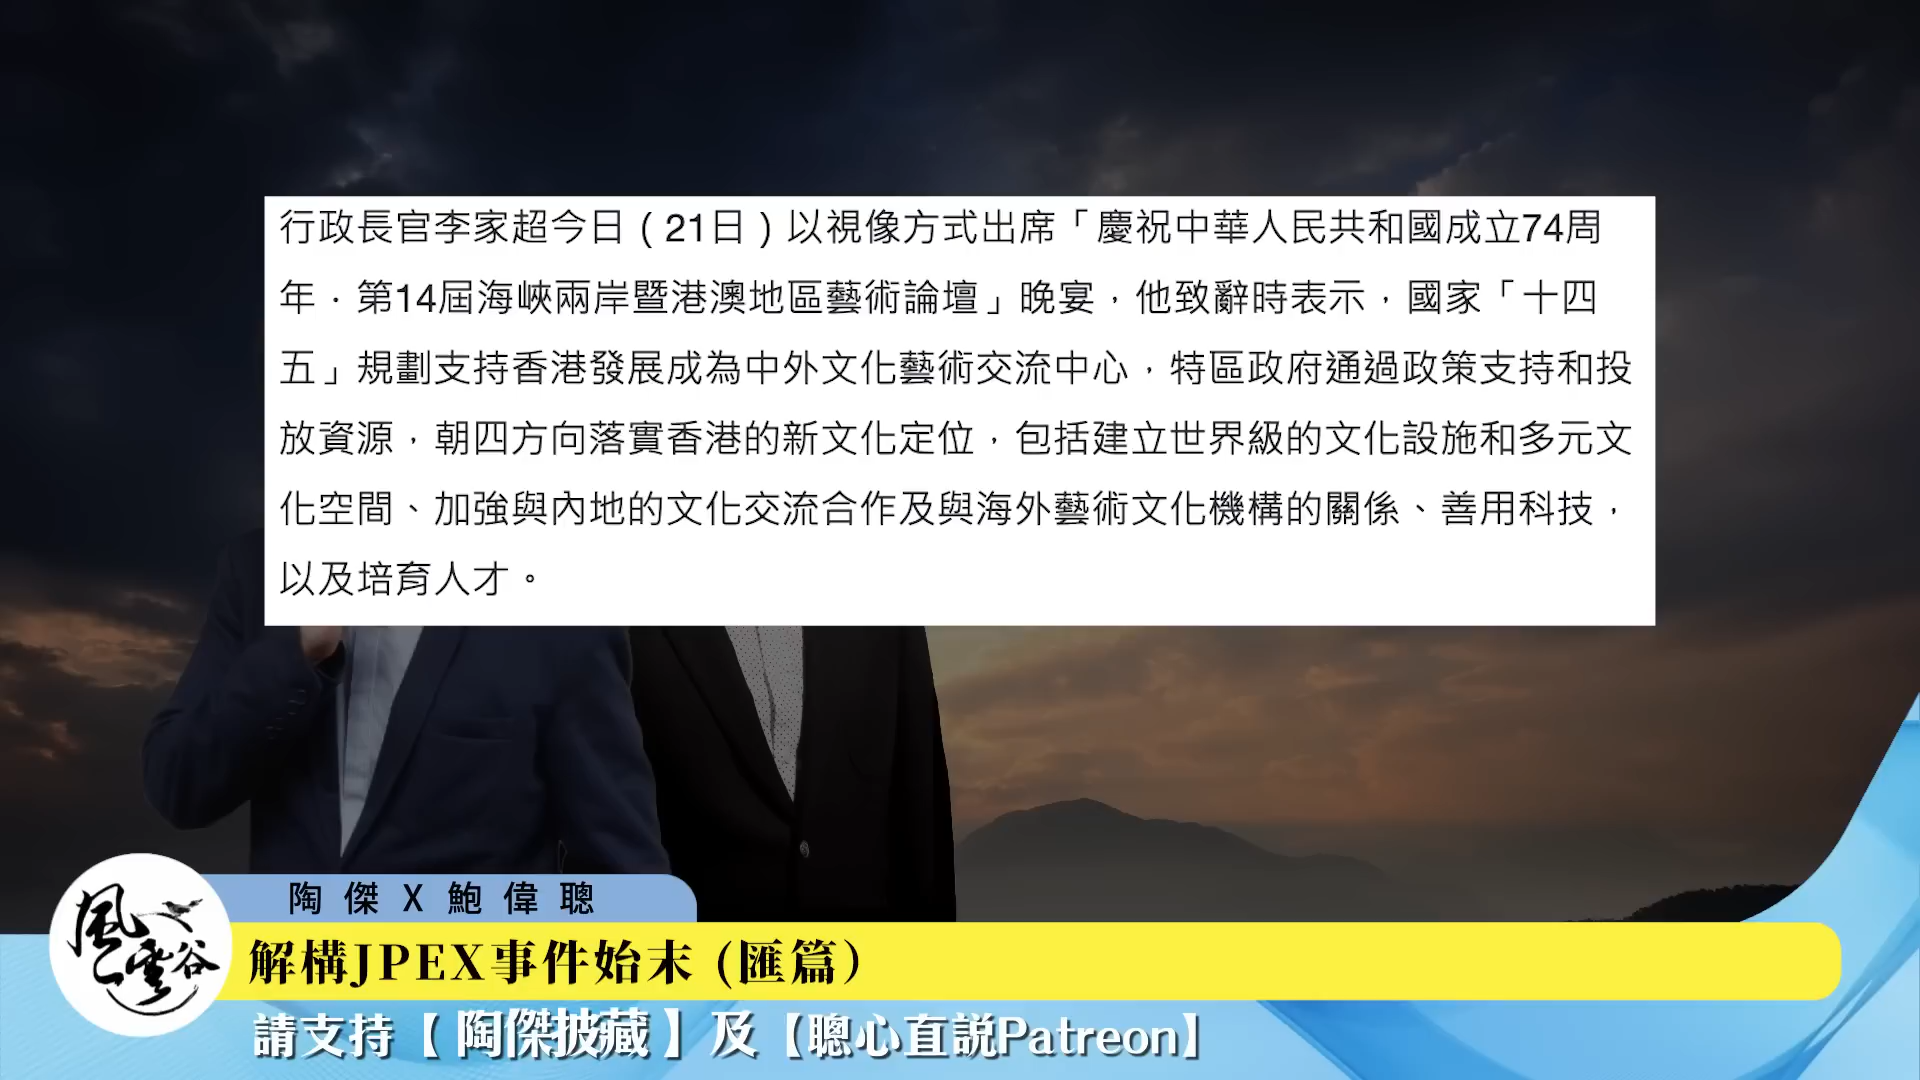 行政長官李家超今日（21日）以視像方式出席「慶祝中華人民共和國成立74周
年．第14屆海峽兩岸暨港澳地區藝術論壇」晚宴，他致辭時表示，國家「十四
五」規劃支持香港發展成為中外文化藝術交流中心，特區政府通過政策支持和投
放資源，朝四方向落實香港的新文化定位，包括建立世界級的文化設施和多元文
化空間、加強與內地的文化交流合作及與海外藝術文化機構的關係、善用科技，
以及培育人才。
陶傑X鮑偉聰
風雲谷
解構JPEX事件始末 (匯篇)
請支持【陶傑披藏】及【聰心直説Patreon】